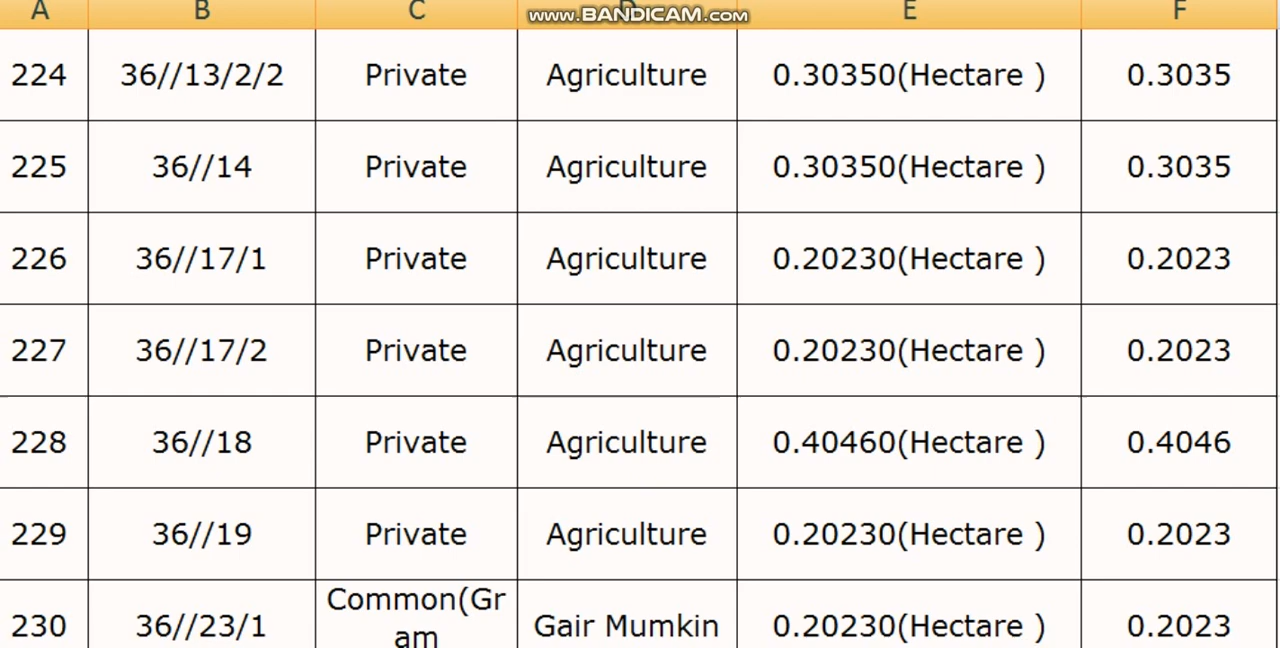 A B C D E F
www.BANDICAM.com
224 36//13/2/2 Private Agriculture 0.30350(Hectare ) 0.3035
225 36//14 Private Agriculture 0.30350(Hectare ) 0.3035
226 36//17/1 Private Agriculture 0.20230(Hectare ) 0.2023
227 36//17/2 Private Agriculture 0.20230(Hectare ) 0.2023
228 36//18 Private Agriculture 0.40460(Hectare ) 0.4046
229 36//19 Private Agriculture 0.20230(Hectare ) 0.2023
230 36//23/1 Common(Gr Gair Mumkin 0.20230(Hectare ) 0.2023
am